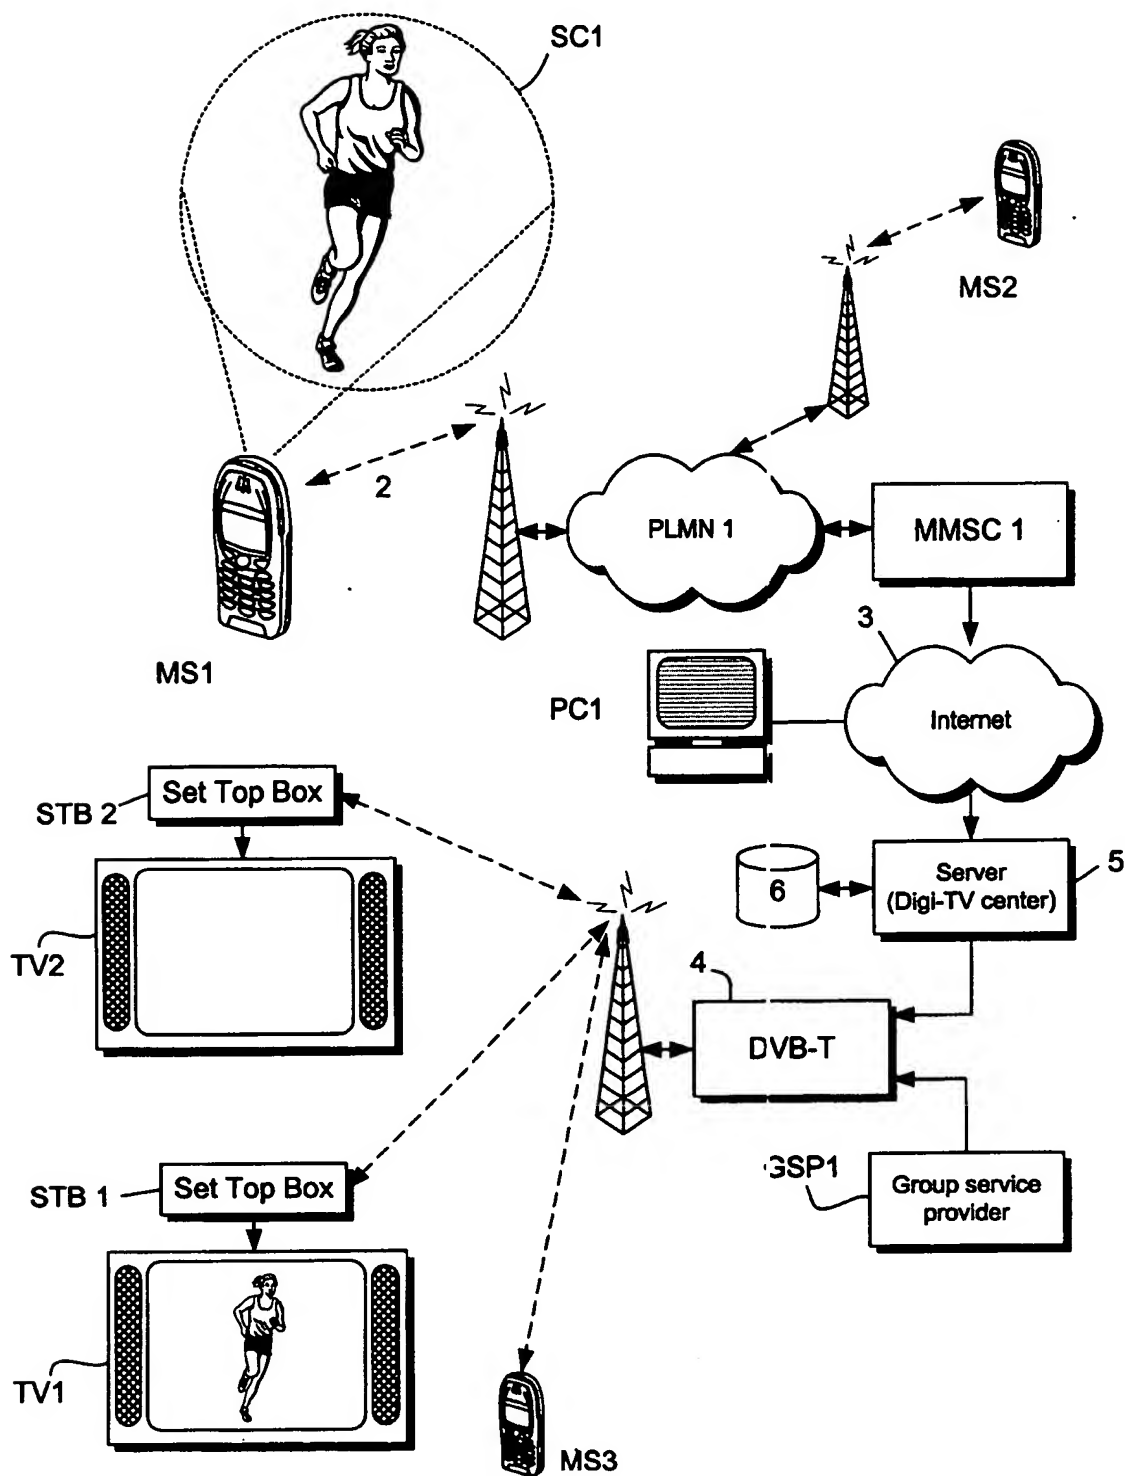 SC1
MS2
2
PLMN 1
MMSC 1
MS1
3
PC1
Internet
STB 2
Set Top Box
6
Server
(Digi-TV center)
5
TV2
4
DVB-T
GSP1
STB 1
Set Top Box
Group service
provider
TV1
MS3